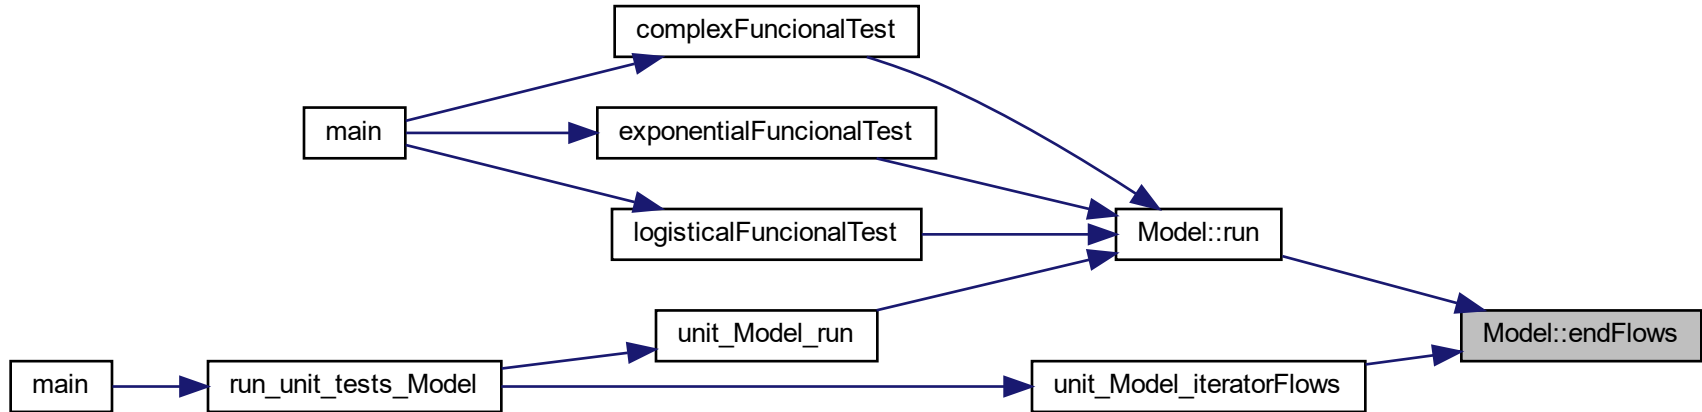 complexFuncionalTest
main
exponentialFuncionalTest
logisticalFuncionalTest
Model::run
unit_Model_run
Model::endFlows
main
run_unit_tests_Model
unit_Model_iteratorFlows